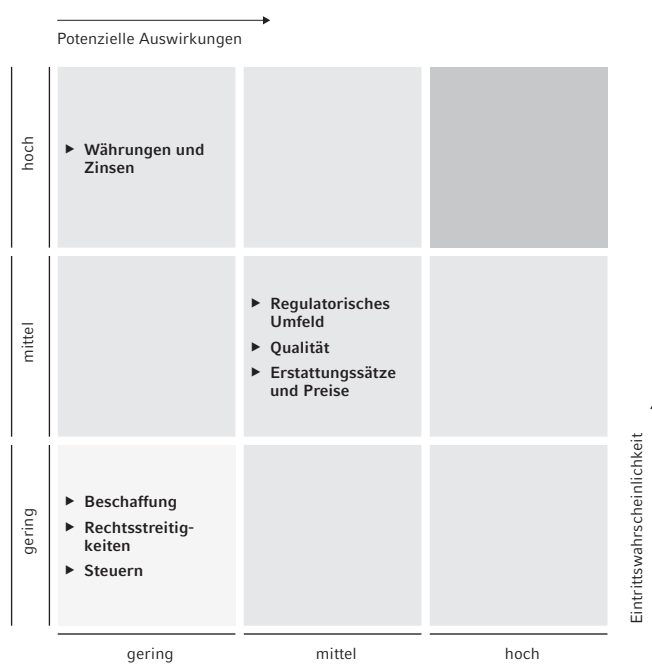 Potenzielle Auswirkungen
hoch
▶ Währungen und
Zinsen
mittel
▶ Regulatorisches
Umfeld
▶ Qualität
▶ Erstattungssätze
und Preise
gering
▶ Beschaffung
▶ Rechtsstreitig-
keiten
▶ Steuern
Eintrittswahrscheinlichkeit
gering
mittel
hoch